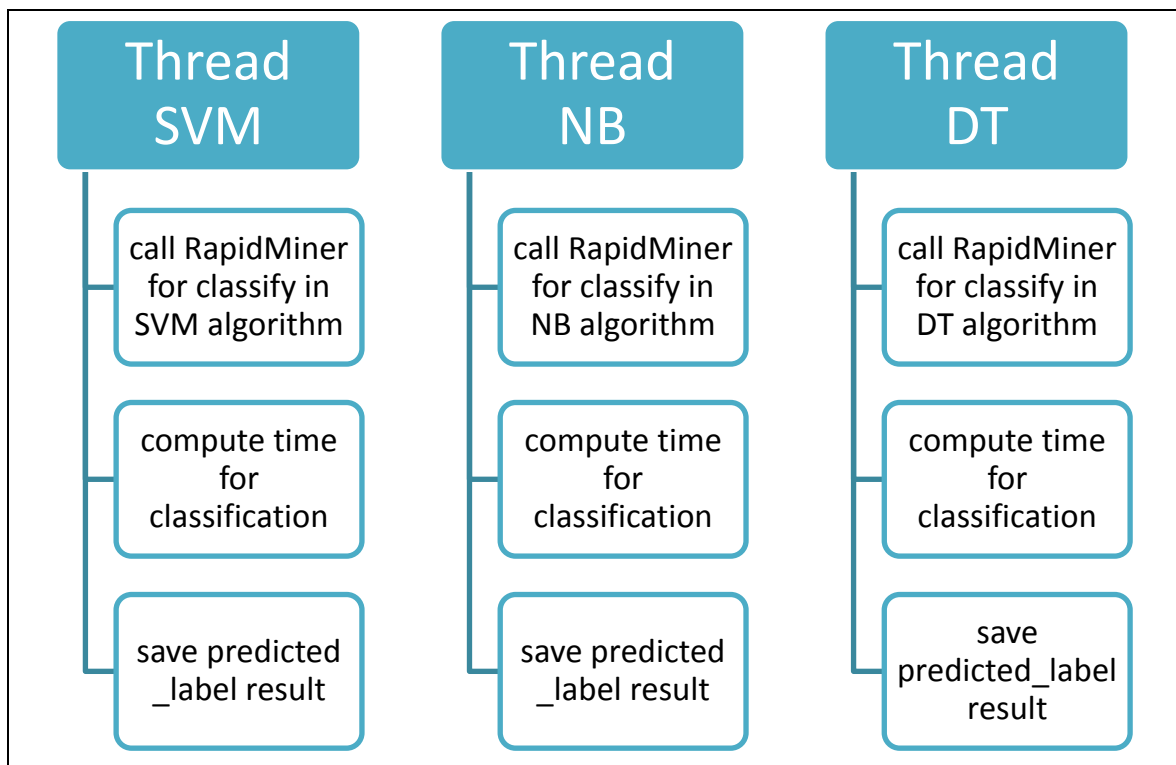 Thread
SVM
call RapidMiner
for classify in
SVM algorithm
compute time
for
classification
save predicted
_label result
Thread
NB
call RapidMiner
for classify in
NB algorithm
compute time
for
classification
save predicted
_label result
Thread
DT
call RapidMiner
for classify in
DT algorithm
compute time
for
classification
save
predicted_label
result